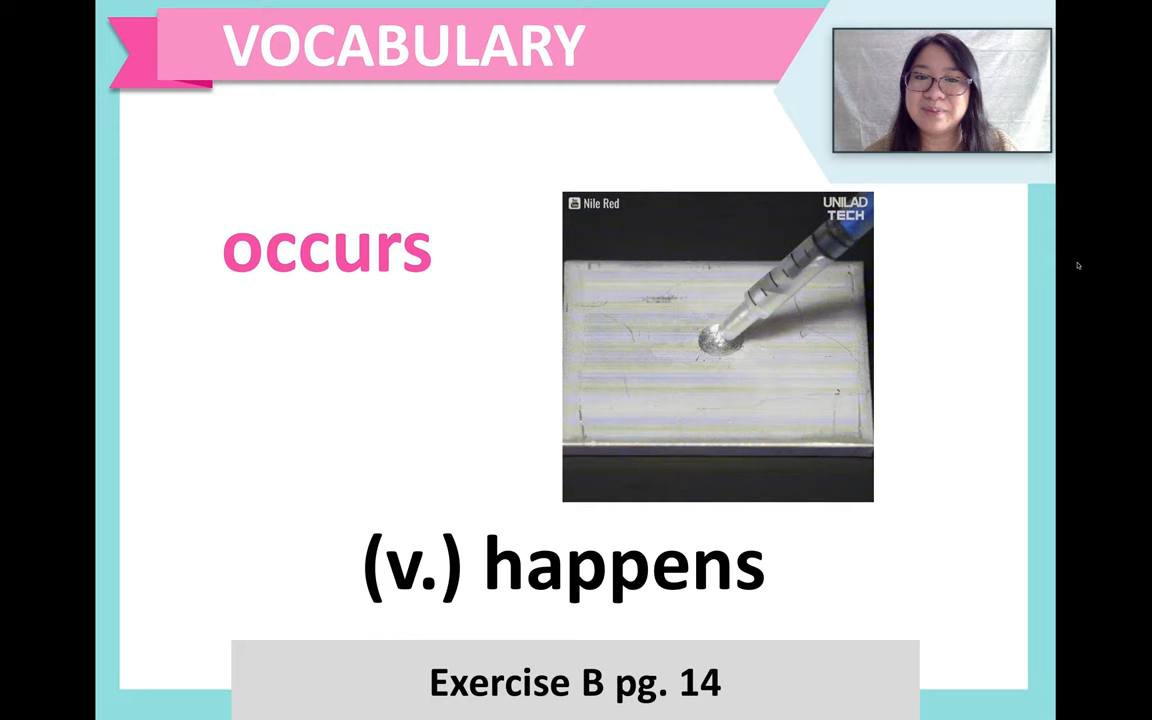 VOCABULARY
Nile Red
UNILAD
TECH
occurs
(v.) happens
Exercise B pg. 14